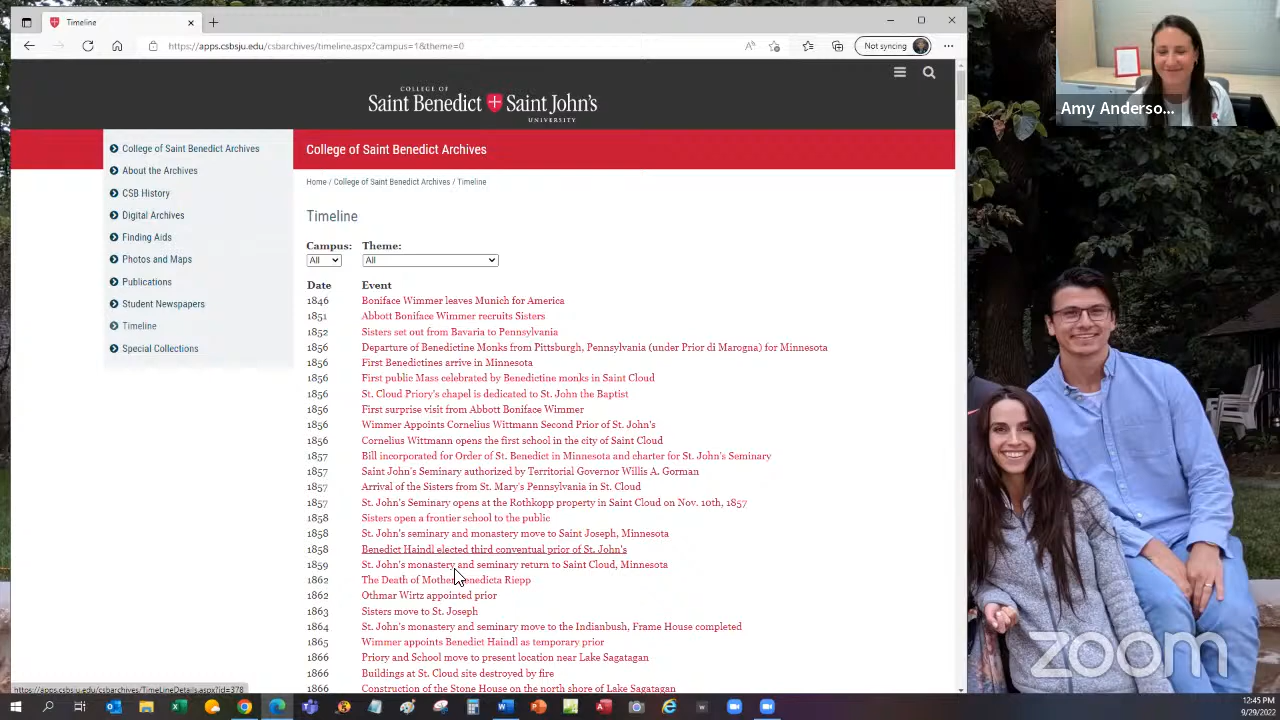 Timeline
https://apps.csbsju.edu/csbarchives/timeline.aspx?campus=1&theme=0
Not syncing
COLLEGE OF
Saint Benedict Saint John's
UNIVERSITY
College of Saint Benedict Archives
About the Archives
CSB History
Digital Archives
Finding Aids
Photos and Maps
Publications
Student Newspapers
Timeline
Special Collections
College of Saint Benedict Archives
Home / College of Saint Benedict Archives / Timeline
Timeline
Campus: Theme:
All All
Date Event
1846 Boniface Wimmer leaves Munich for America
1851 Abbott Boniface Wimmer recruits Sisters
1852 Sisters set out from Bavaria to Pennsylvania
1856 Departure of Benedictine Monks from Pittsburgh, Pennsylvania (under Prior di Marogna) for Minnesota
1856 First Benedictines arrive in Minnesota
1856 First public Mass celebrated by Benedictine monks in Saint Cloud
1856 St. Cloud Priory's chapel is dedicated to St. John the Baptist
1856 First surprise visit from Abbott Boniface Wimmer
1856 Wimmer Appoints Cornelius Wittmann Second Prior of St. John's
1856 Cornelius Wittmann opens the first school in the city of Saint Cloud
1857 Bill incorporated for Order of St. Benedict in Minnesota and charter for St. John's Seminary
1857 Saint John's Seminary authorized by Territorial Governor Willis A. Gorman
1857 Arrival of the Sisters from St. Mary's Pennsylvania in St. Cloud
1857 St. John's Seminary opens at the Rothkopp property in Saint Cloud on Nov. 10th, 1857
1858 Sisters open a frontier school to the public
1858 St. John's seminary and monastery move to Saint Joseph, Minnesota
1858 Benedict Haindl elected third conventual prior of St. John's
1859 St. John's monastery and seminary return to Saint Cloud, Minnesota
1862 The Death of Mother Benedicta Riepp
1862 Othmar Wirtz appointed prior
1863 Sisters move to St. Joseph
1864 St. John's monastery and seminary move to the Indianbush, Frame House completed
1865 Wimmer appoints Benedict Haindl as temporary prior
1866 Priory and School move to present location near Lake Sagatagan
1866 Buildings at St. Cloud site destroyed by fire
1866 Construction of the Stone House on the north shore of Lake Sagatagan
https://apps.csbsju.edu/csbarchives/TimeLineDetails.aspx?id=378
Amy Anderso...
zoom
12:45 PM
9/29/2022